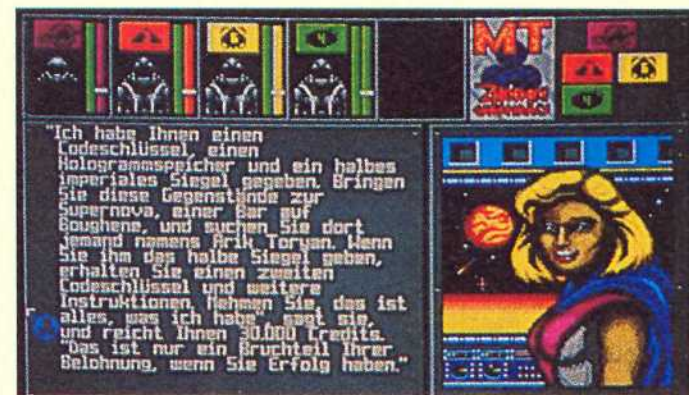 MT
"Ich habe Ihnen einen
Codeschlüssel, einen
Hologrammspeicher und ein halbes
imperiales Siegel gegeben. Bringen
Sie diese Gegenstände zur
Supernova, einer Bar auf
Boughene, und suchen Sie dort
jemand namens Arik Toryan. Wenn
Sie ihm das halbe Siegel geben,
erhalten Sie einen zweiten
Codeschlüssel und weitere
Instruktionen. Nehmen Sie, das ist
alles, was ich habe" sagt sie,
und reicht Ihnen 30.000 Credits.
"Das ist nur ein Bruchteil Ihrer
Belohnung, wenn Sie Erfolg haben."